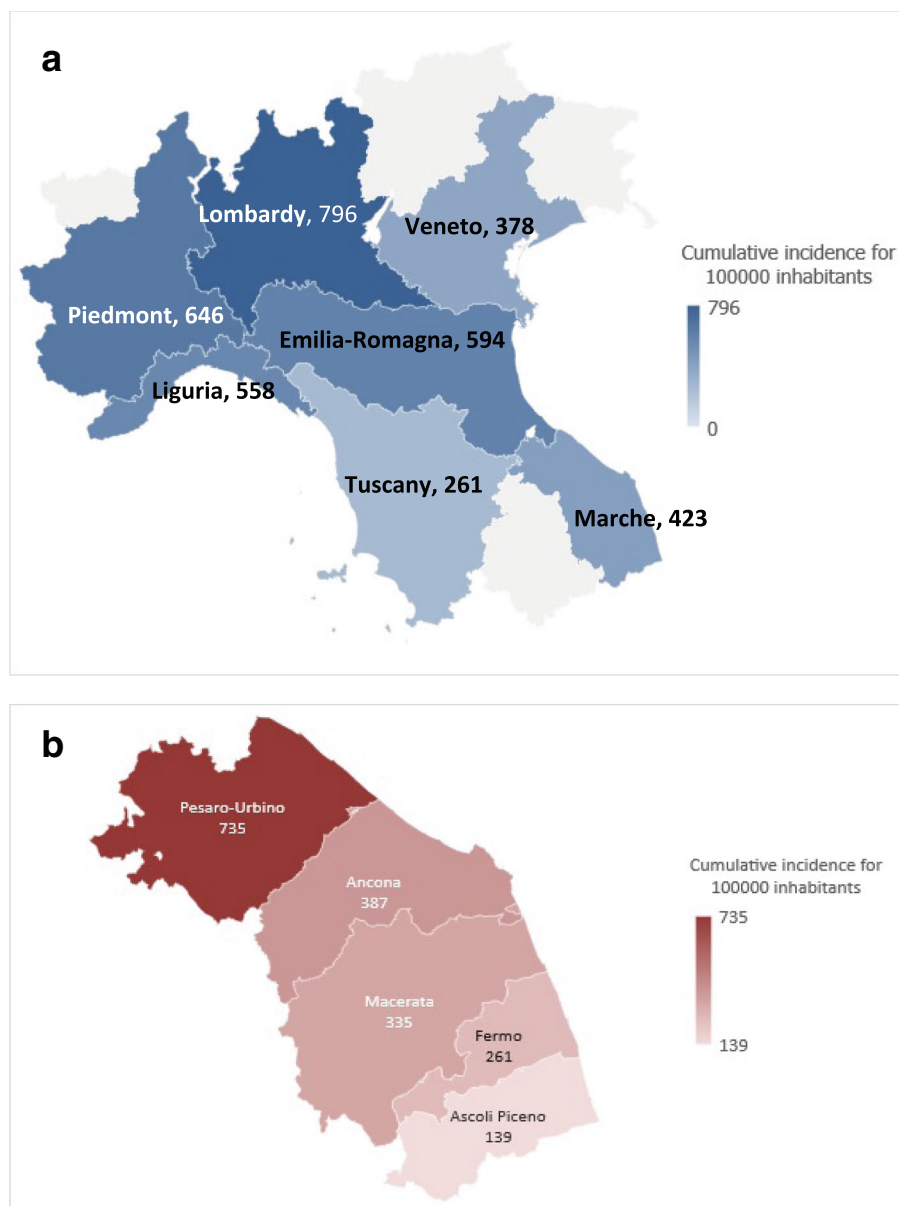 a
Lombardy, 796
Veneto, 378
Cumulative incidence for
100000 inhabitants
796
0
Piedmont, 646
Emilia-Romagna, 594
Liguria, 558
Tuscany, 261
Marche, 423
b
Pesaro-Urbino
735
Ancona
387
Cumulative incidence for
100000 inhabitants
735
139
Macerata
335
Fermo
261
Ascoli Piceno
139